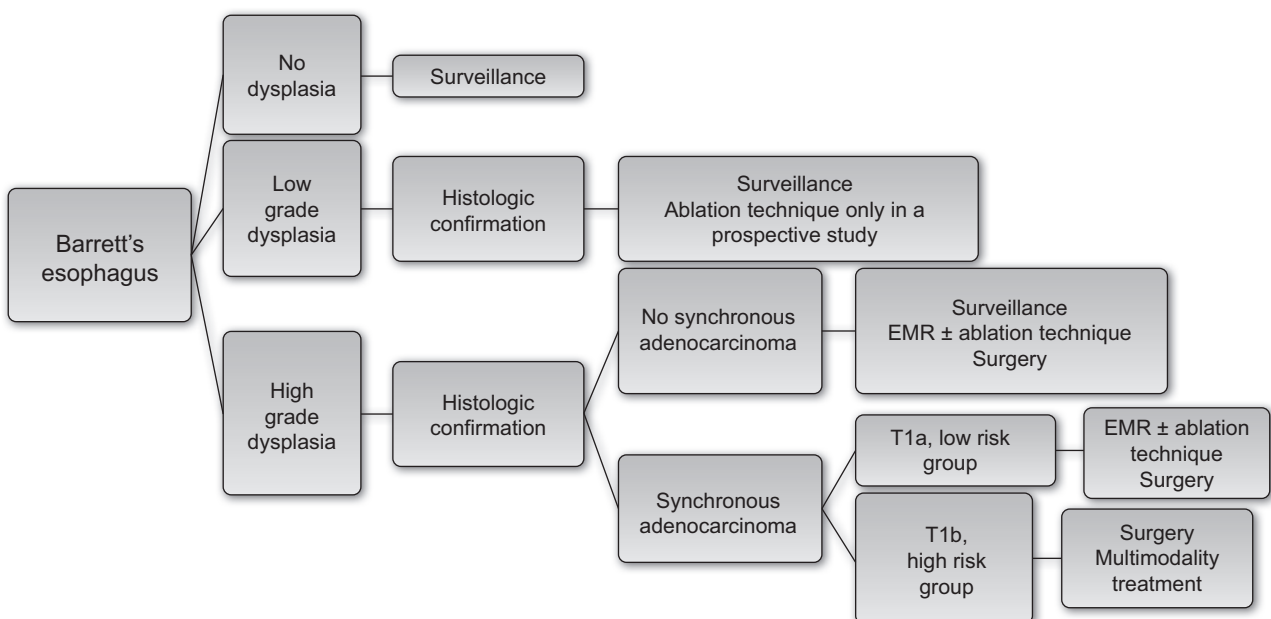 Barrett's
esophagus
No
dysplasia
Surveillance
Low
grade
dysplasia
Histologic
confirmation
Surveillance
Ablation technique only in a
prospective study
High
grade
dysplasia
Histologic
confirmation
No synchronous
adenocarcinoma
Surveillance
EMR ± ablation technique
Surgery
Synchronous
adenocarcinoma
T1a, low risk
group
EMR ± ablation
technique
Surgery
T1b,
high risk
group
Surgery
Multimodality
treatment